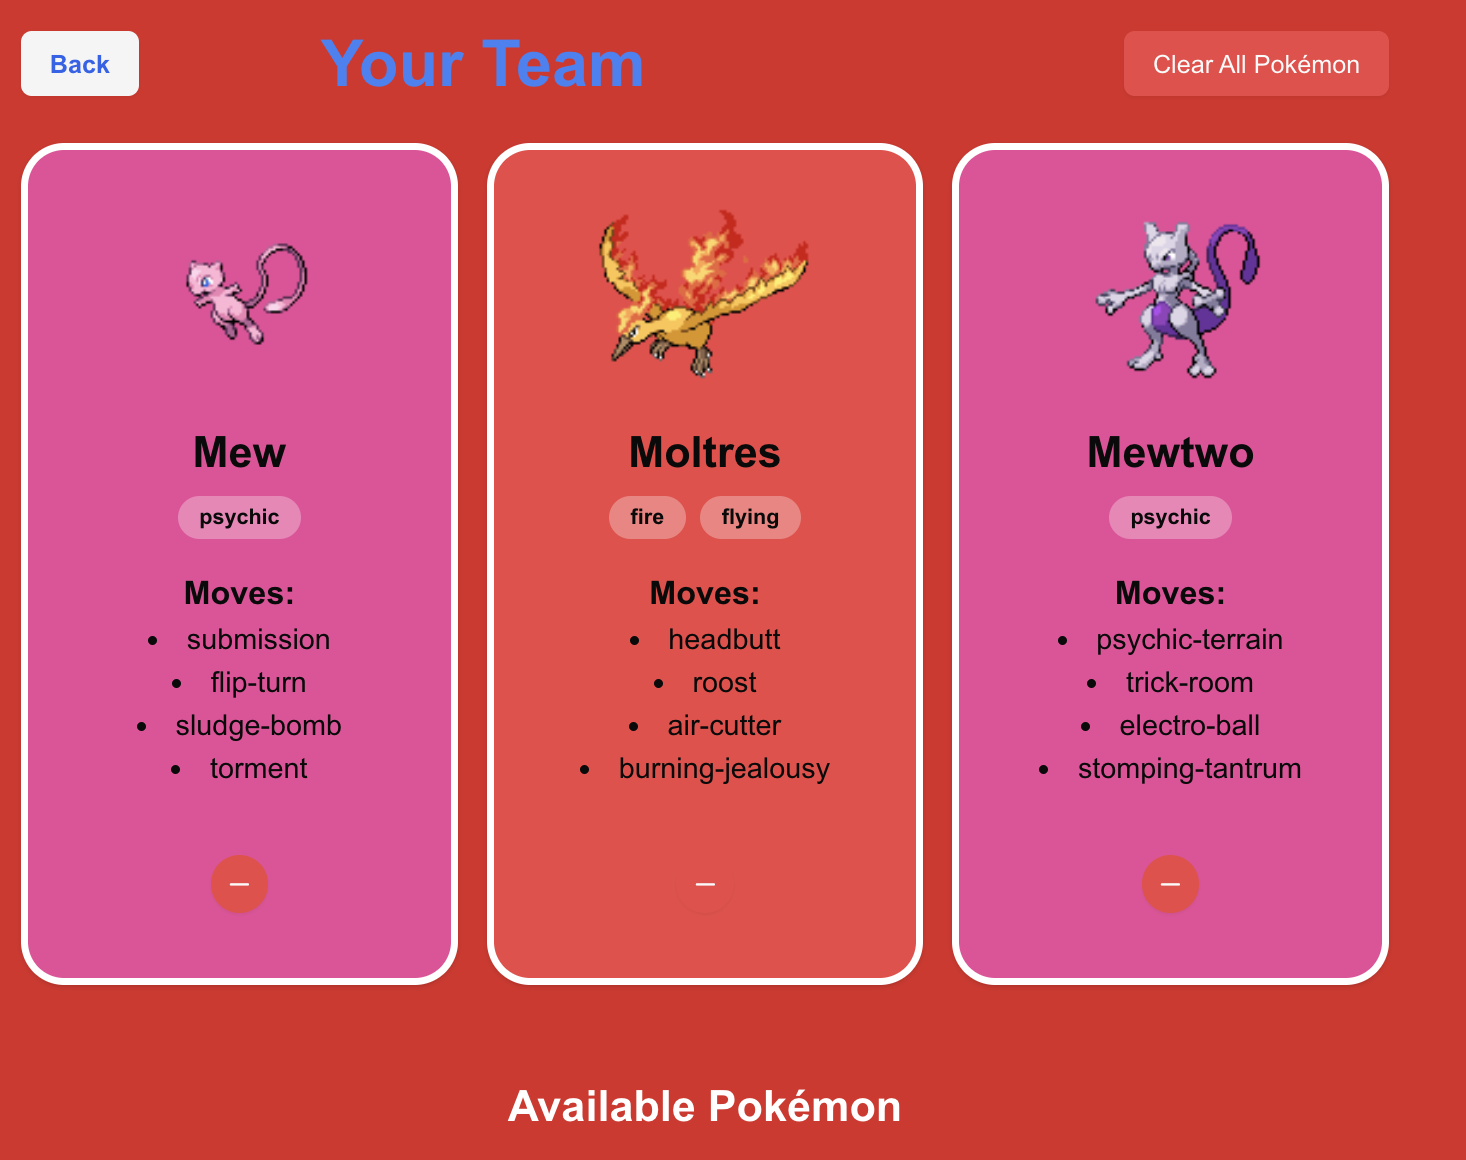 Back
Your Team
Clear All Pokémon
Mew
psychic
Moves:
• submission
• flip-turn
• sludge-bomb
• torment
–
Moltres
fire flying
Moves:
• headbutt
• roost
• air-cutter
• burning-jealousy
–
Mewtwo
psychic
Moves:
• psychic-terrain
• trick-room
• electro-ball
• stomping-tantrum
–
Available Pokémon